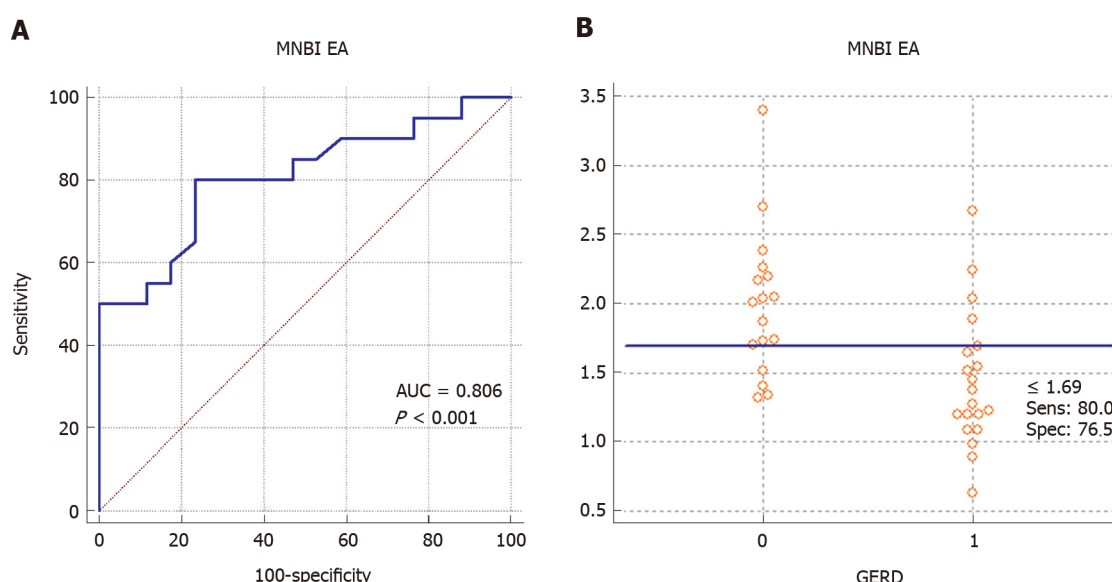 A
MNBI EA
100
80
60
40
20
0
Sensitivity
AUC = 0.806
P < 0.001
0 20 40 60 80 100
100-specificity
B
MNBI EA
3.5
3.0
2.5
2.0
1.5
1.0
0.5
≤ 1.69
Sens: 80.0
Spec: 76.5
0 1
GERD